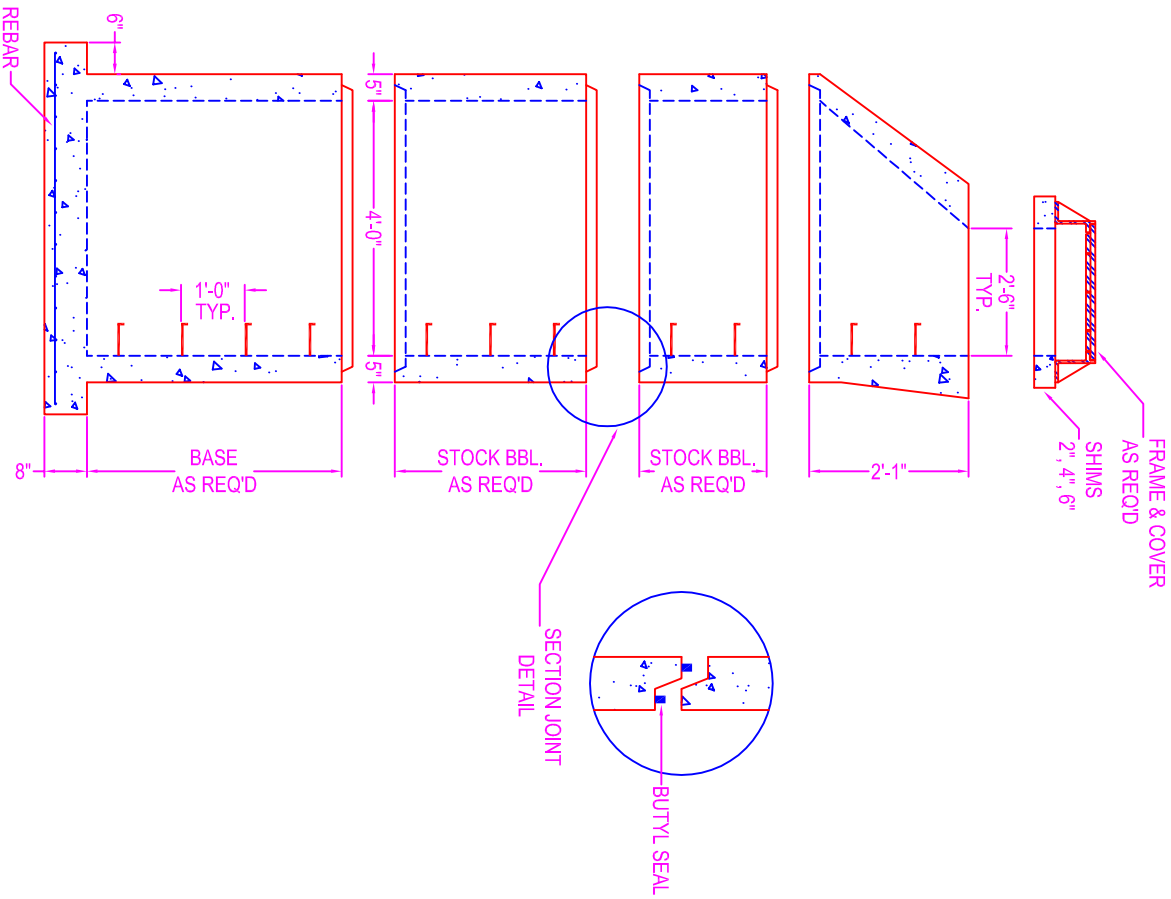 FRAME & COVER
AS REQ'D
SHIMS
2", 4", 6"
2'-6"
TYP.
2'-1"
STOCK BBL.
AS REQ'D
STOCK BBL.
AS REQ'D
5"
4'-0"
5"
SECTION JOINT
DETAIL
BUTYL SEAL
1'-0"
TYP.
BASE
AS REQ'D
6"
8"
REBAR